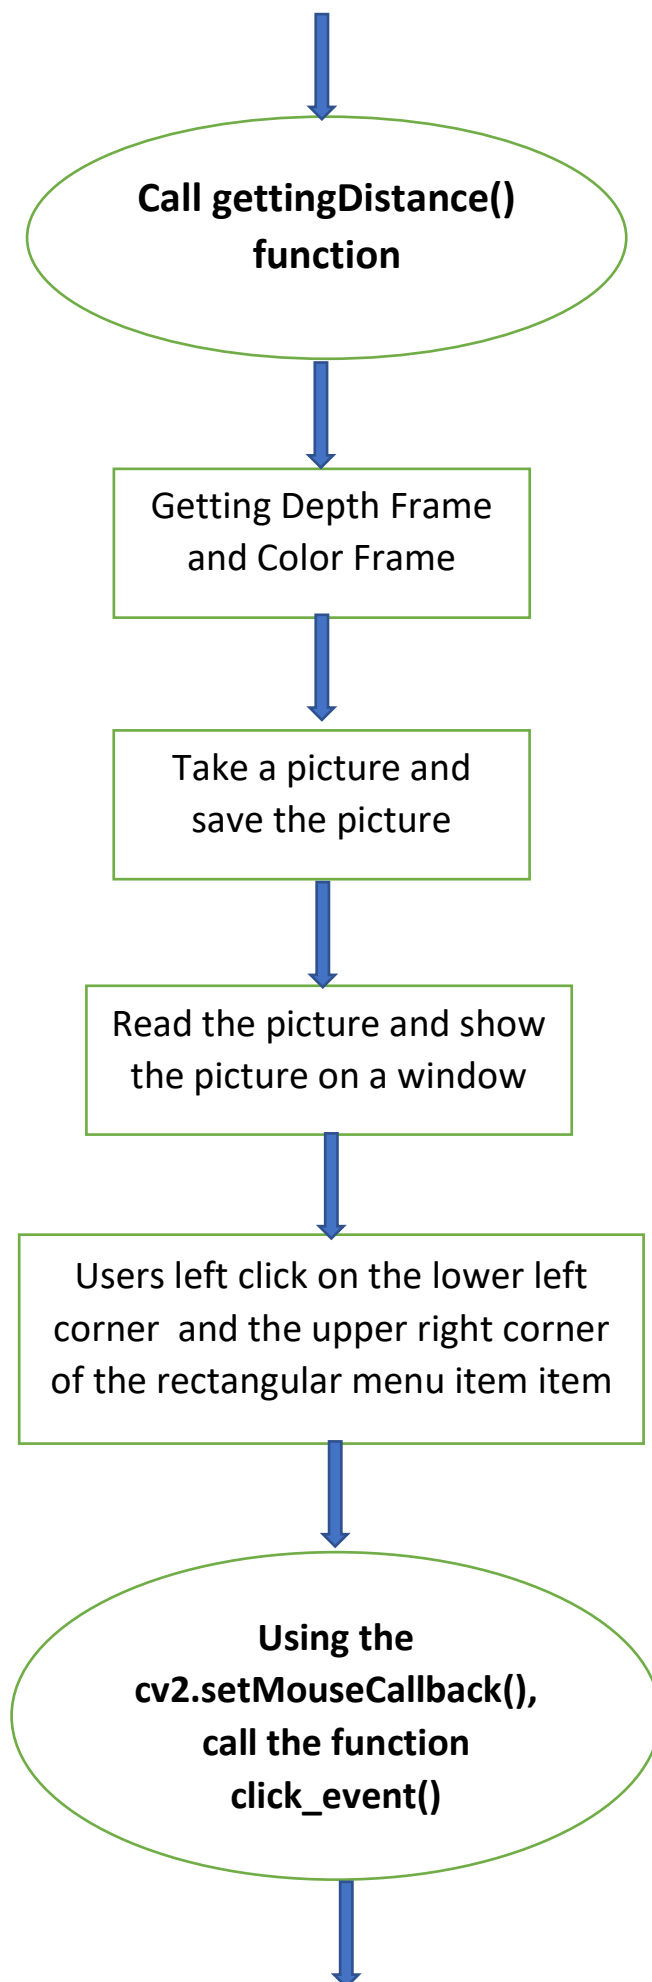 Call gettingDistance()
function
Getting Depth Frame
and Color Frame
Take a picture and
save the picture
Read the picture and show
the picture on a window
Users left click on the lower left
corner  and the upper right corner
of the rectangular menu item item
Using the
cv2.setMouseCallback(),
call the function
click_event()